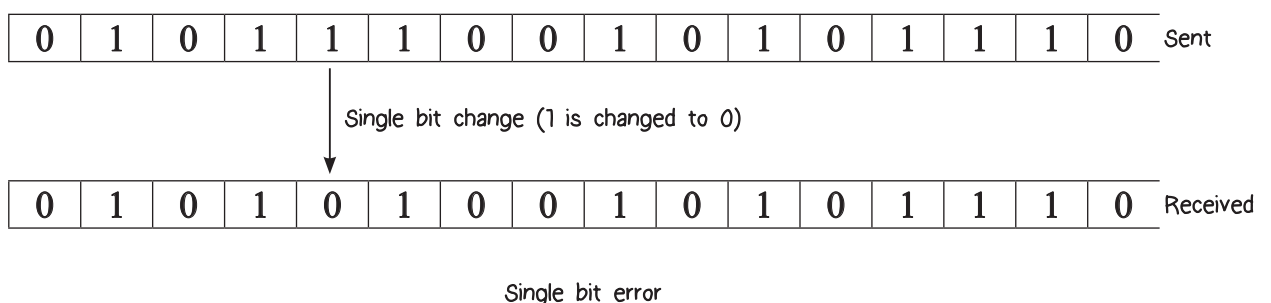 0 1 0 1 1 1 0 0 1 0 1 0 1 1 1 0 Sent
Single bit change (1 is changed to 0)
0 1 0 1 0 1 0 0 1 0 1 0 1 1 1 0 Received
Single bit error